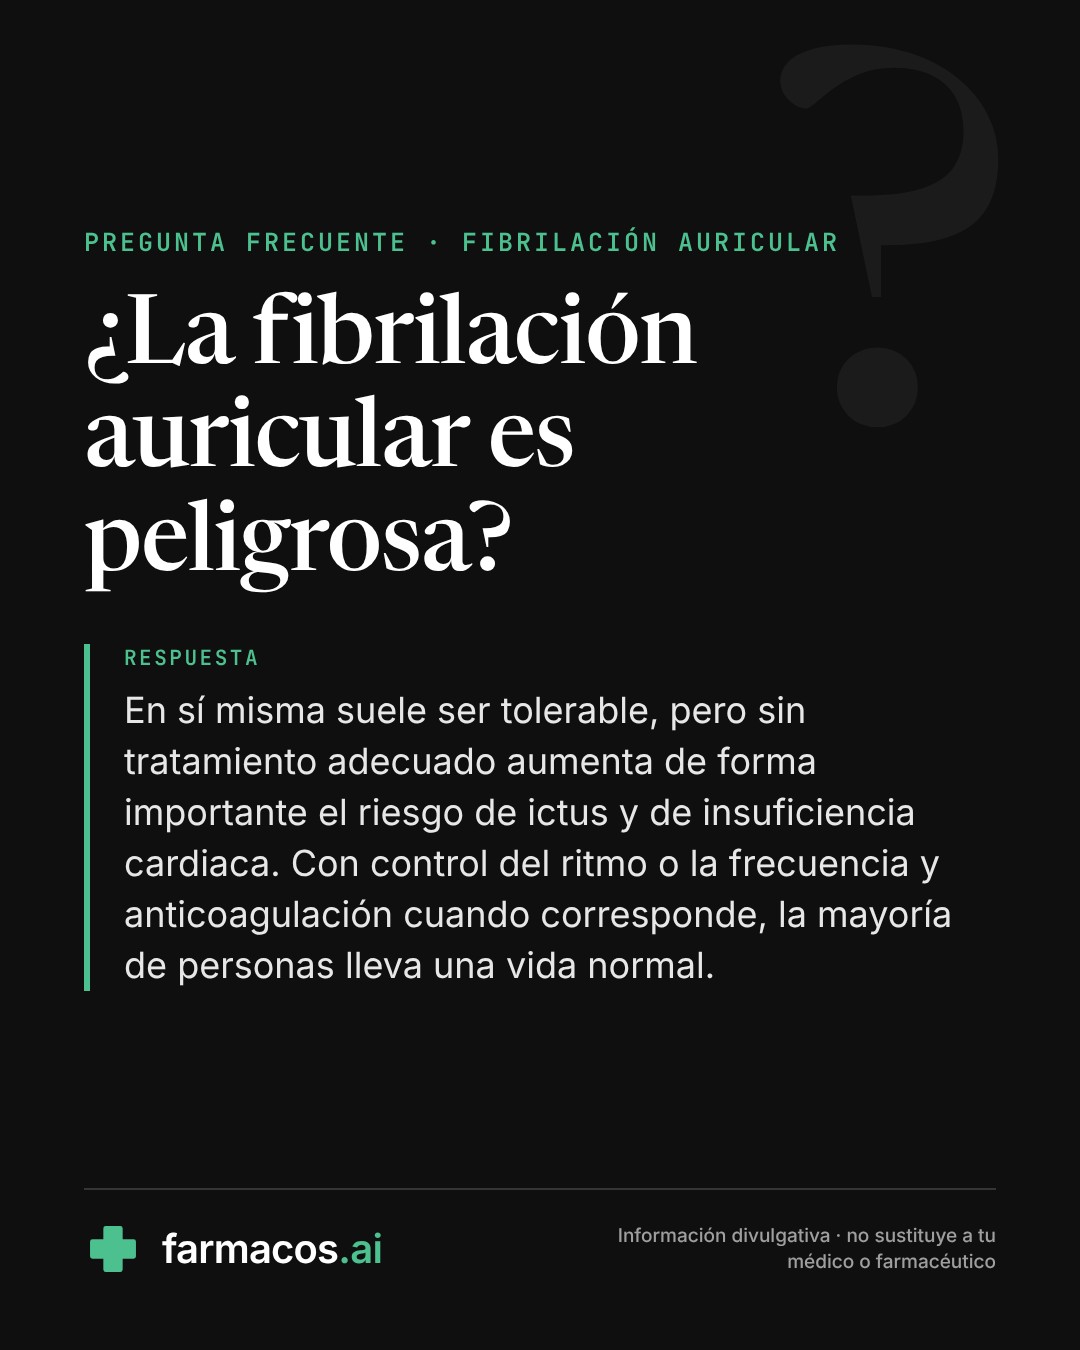 PREGUNTA FRECUENTE · FIBRILACIÓN AURICULAR
¿La fibrilación
auricular es
peligrosa?
RESPUESTA
En sí misma suele ser tolerable, pero sin
tratamiento adecuado aumenta de forma
importante el riesgo de ictus y de insuficiencia
cardiaca. Con control del ritmo o la frecuencia y
anticoagulación cuando corresponde, la mayoría
de personas lleva una vida normal.
farmacos.ai
Información divulgativa · no sustituye a tu
médico o farmacéutico
?